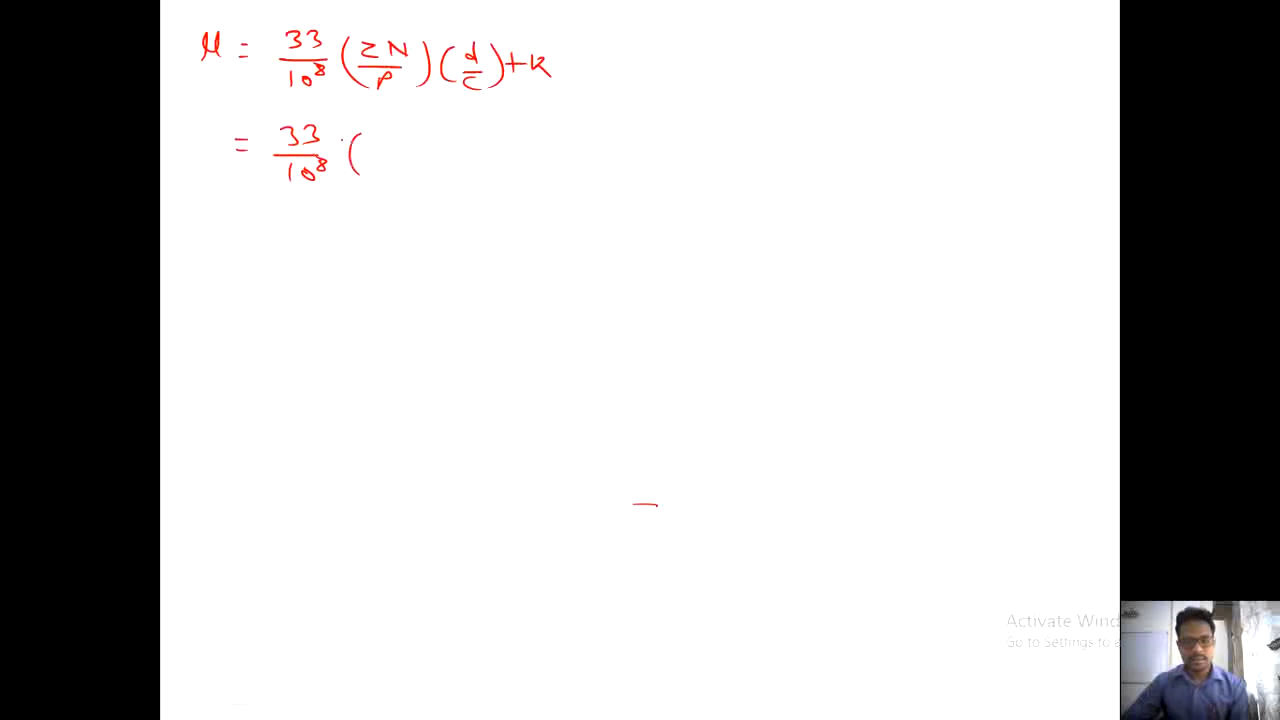 μ = 33/10⁸ (ZN/P) (d/c) + k
= 33/10⁸ (
Activate Wind
Go to Settings to a